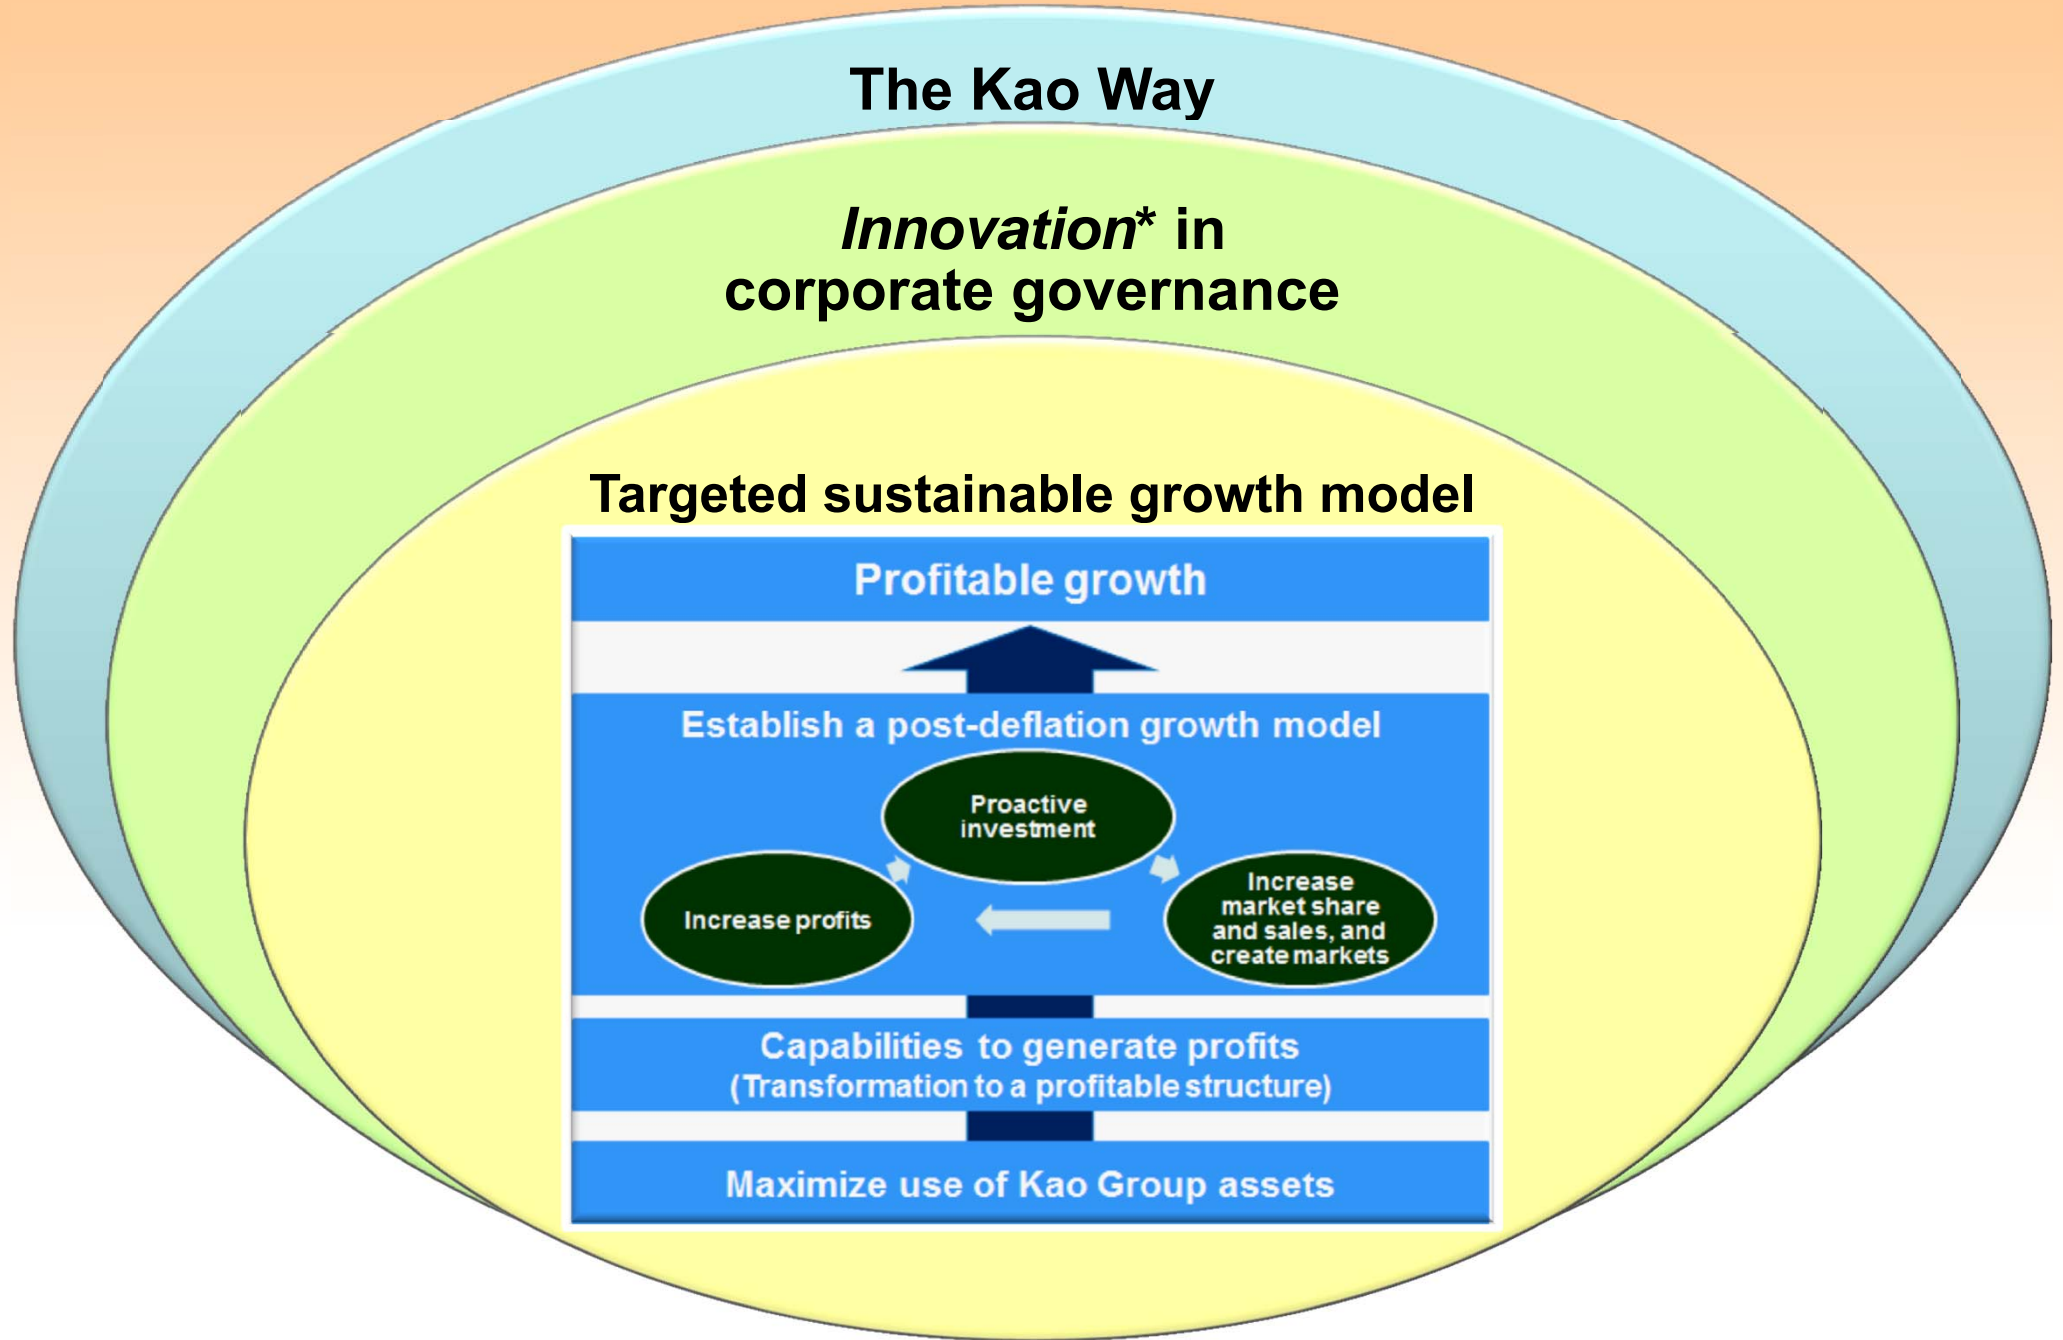 The Kao Way
Innovation* in
corporate governance
Targeted sustainable growth model
Profitable growth
Establish a post-deflation growth model
Proactive
investment
Increase profits
Increase
market share
and sales, and
create markets
Capabilities to generate profits
(Transformation to a profitable structure)
Maximize use of Kao Group assets